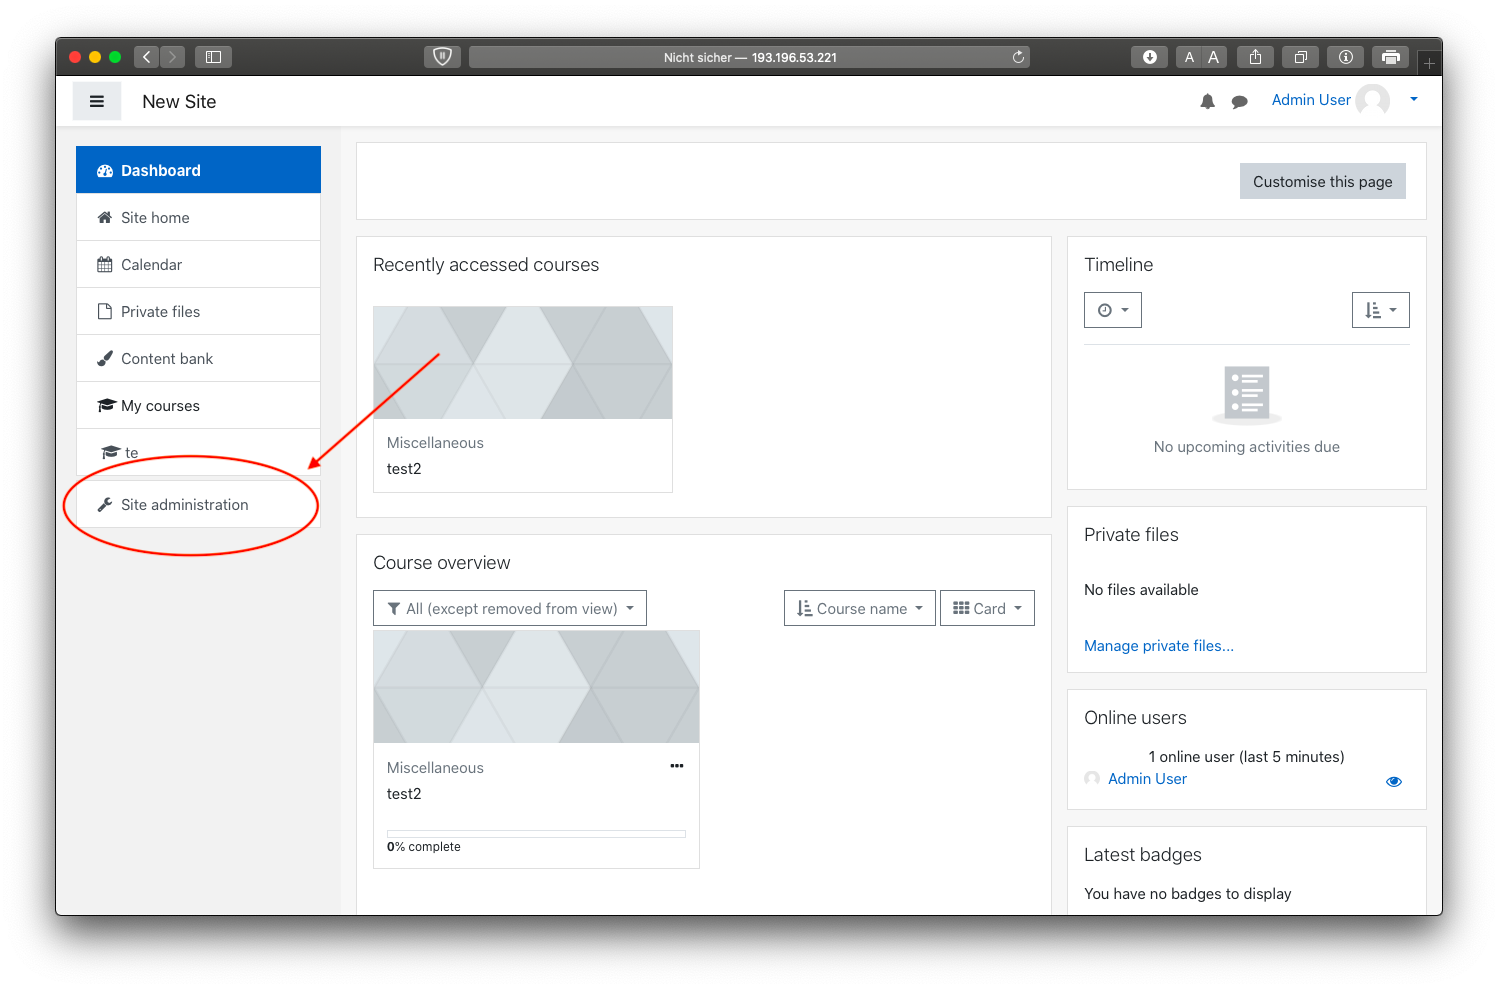 Nicht sicher — 193.196.53.221
A A
New Site
Admin User
Dashboard
Site home
Calendar
Private files
Content bank
My courses
te
Site administration
Customise this page
Recently accessed courses
Miscellaneous
test2
Course overview
All (except removed from view)
Course name
Card
Miscellaneous
test2
0% complete
Timeline
No upcoming activities due
Private files
No files available
Manage private files...
Online users
1 online user (last 5 minutes)
Admin User
Latest badges
You have no badges to display